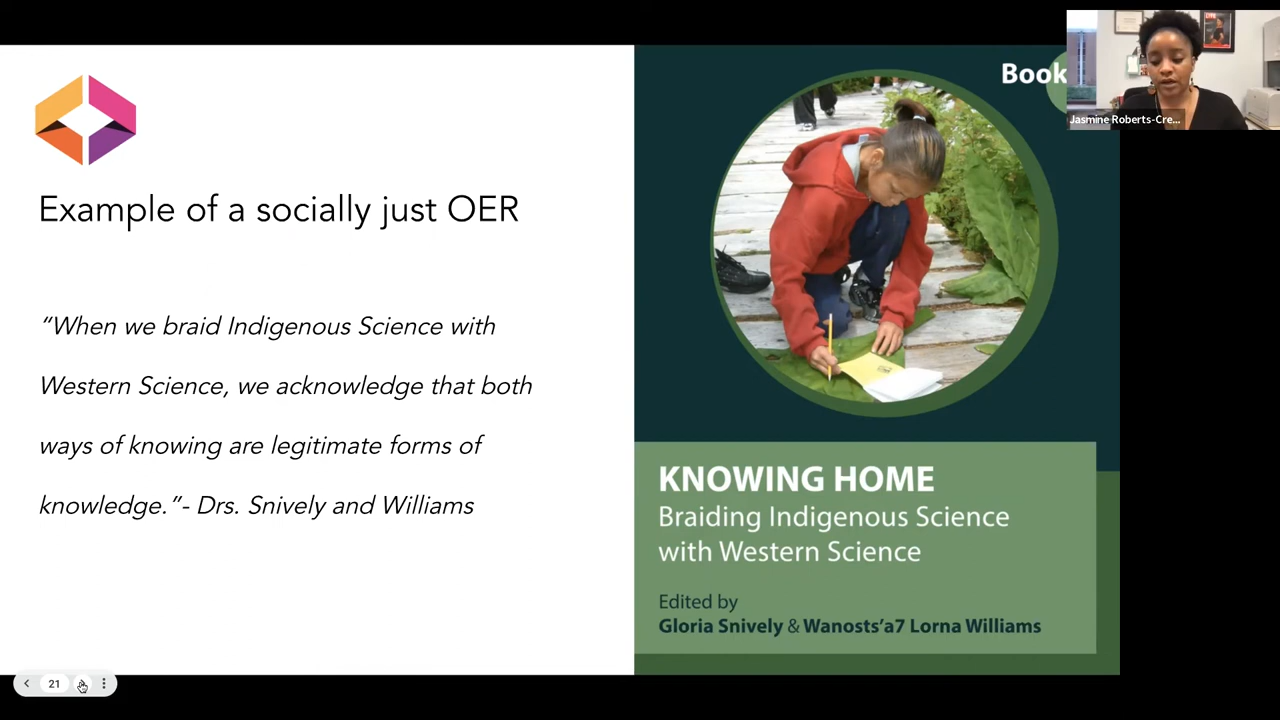 Example of a socially just OER
“When we braid Indigenous Science with
Western Science, we acknowledge that both
ways of knowing are legitimate forms of
knowledge.”- Drs. Snively and Williams
Book
KNOWING HOME
Braiding Indigenous Science
with Western Science
Edited by
Gloria Snively & Wanosts’a7 Lorna Williams
Jasmine Roberts-Cre...
21